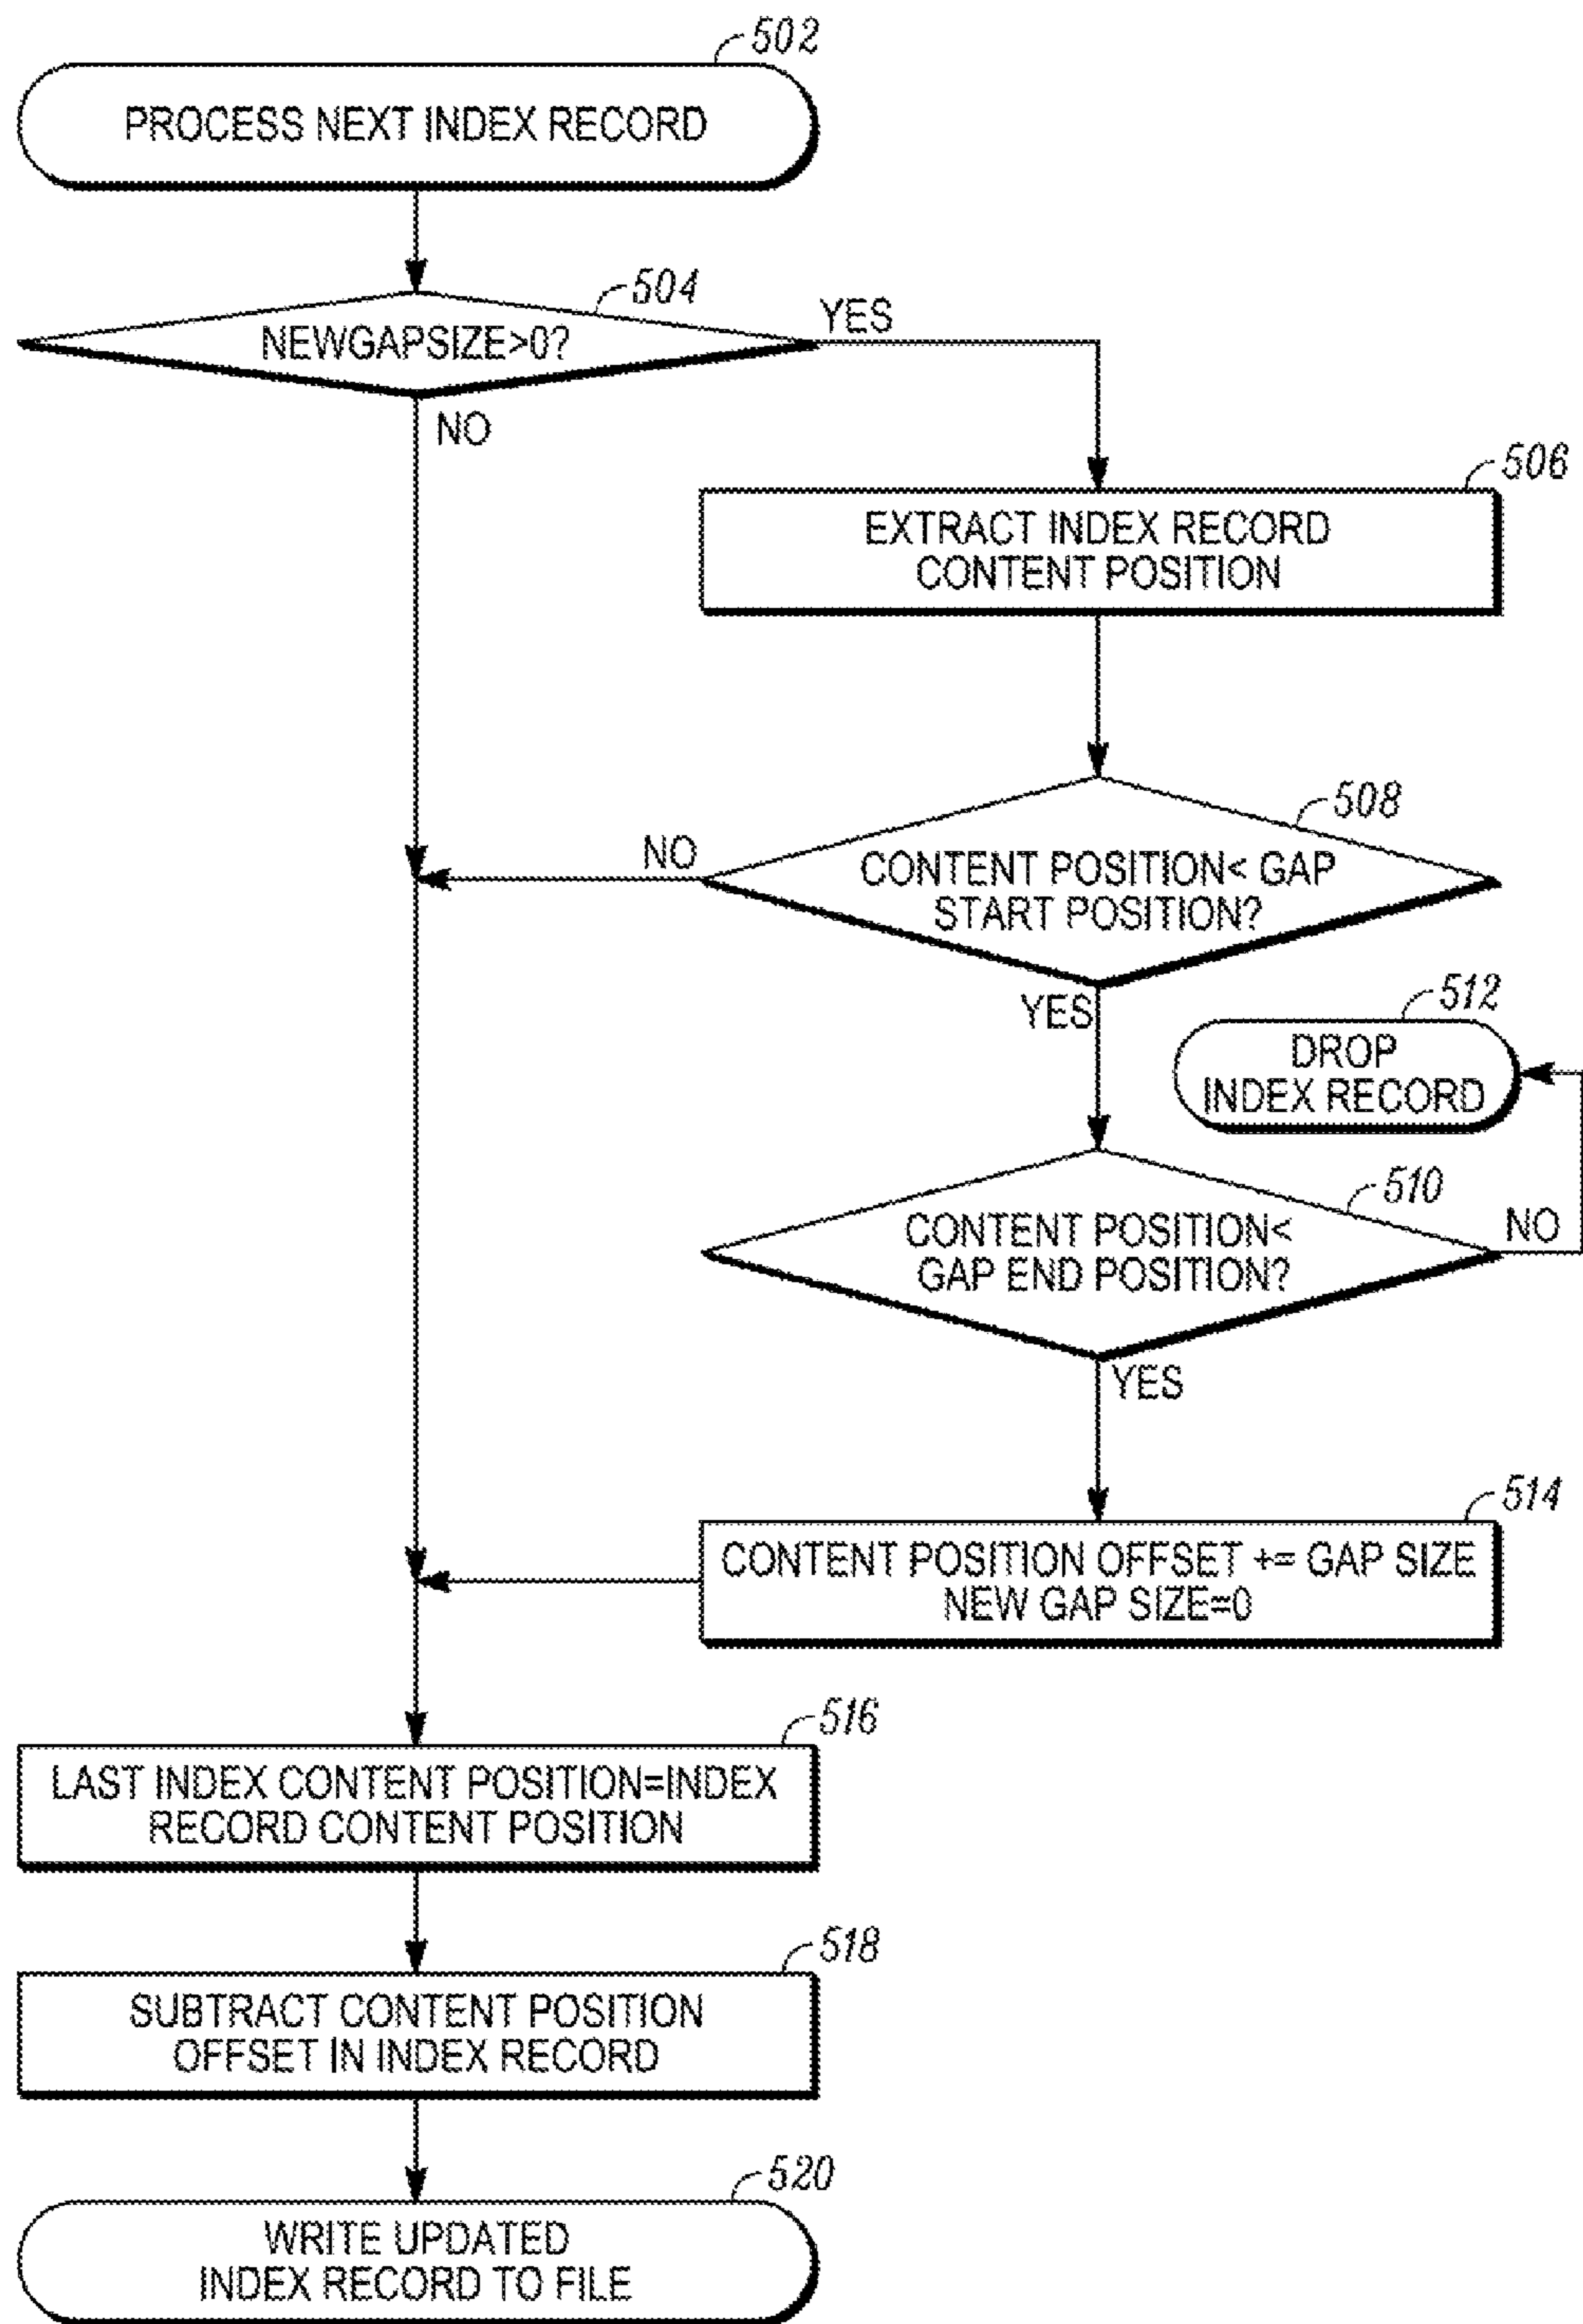 502
PROCESS NEXT INDEX RECORD
504
NEWGAPSIZE>0?
YES
NO
506
EXTRACT INDEX RECORD
CONTENT POSITION
508
NO
CONTENT POSITION< GAP
START POSITION?
YES
512
DROP
INDEX RECORD
510
CONTENT POSITION<
GAP END POSITION?
NO
YES
514
CONTENT POSITION OFFSET += GAP SIZE
NEW GAP SIZE=0
516
LAST INDEX CONTENT POSITION=INDEX
RECORD CONTENT POSITION
518
SUBTRACT CONTENT POSITION
OFFSET IN INDEX RECORD
520
WRITE UPDATED
INDEX RECORD TO FILE